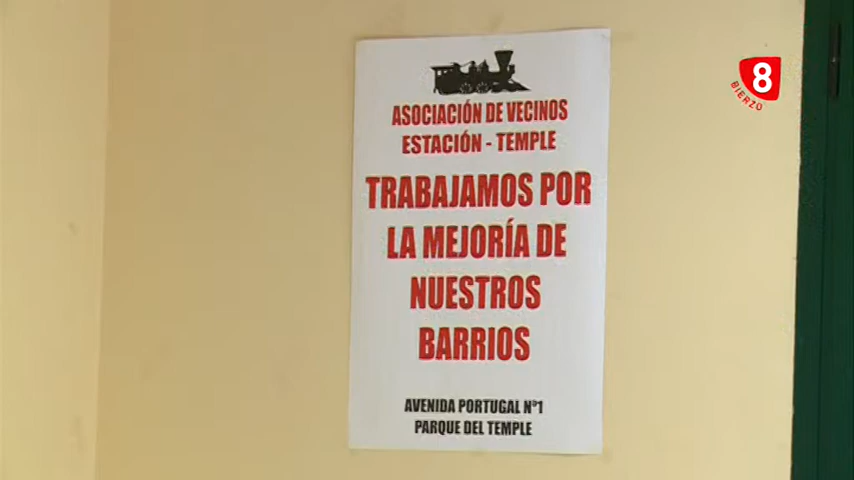 ASOCIACIÓN DE VECINOS
ESTACIÓN - TEMPLE
TRABAJAMOS POR
LA MEJORÍA DE
NUESTROS
BARRIOS
AVENIDA PORTUGAL Nº1
PARQUE DEL TEMPLE
8
BIERZO